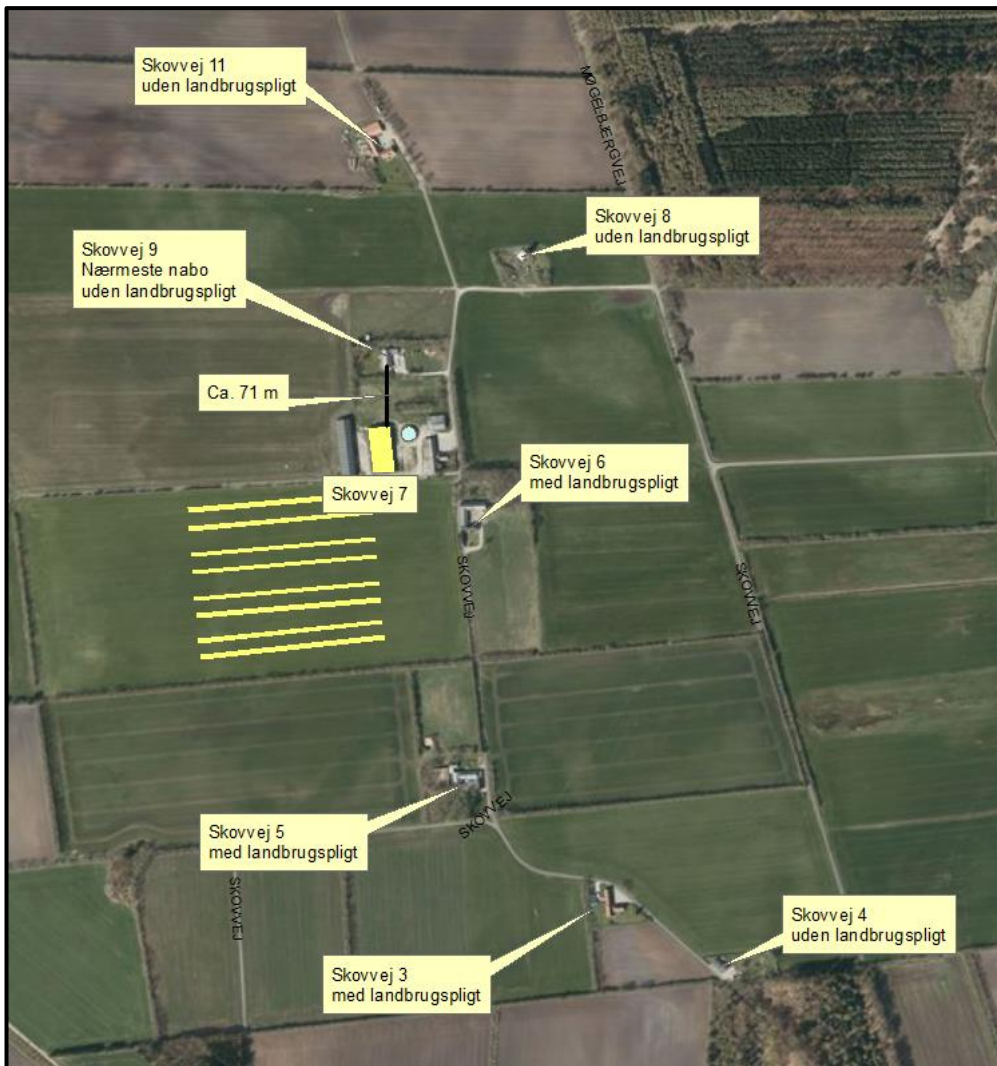 Skovvej 11
uden landbrugspligt
MØGELBJÆRGVEJ
Skovvej 8
uden landbrugspligt
Skovvej 9
Nærmeste nabo
uden landbrugspligt
Ca. 71 m
Skovvej 6
med landbrugspligt
Skovvej 7
SKOVVEJ
SKOVVEJ
SKOVVEJ
Skovvej 5
med landbrugspligt
SKOVVEJ
Skovvej 4
uden landbrugspligt
Skovvej 3
med landbrugspligt